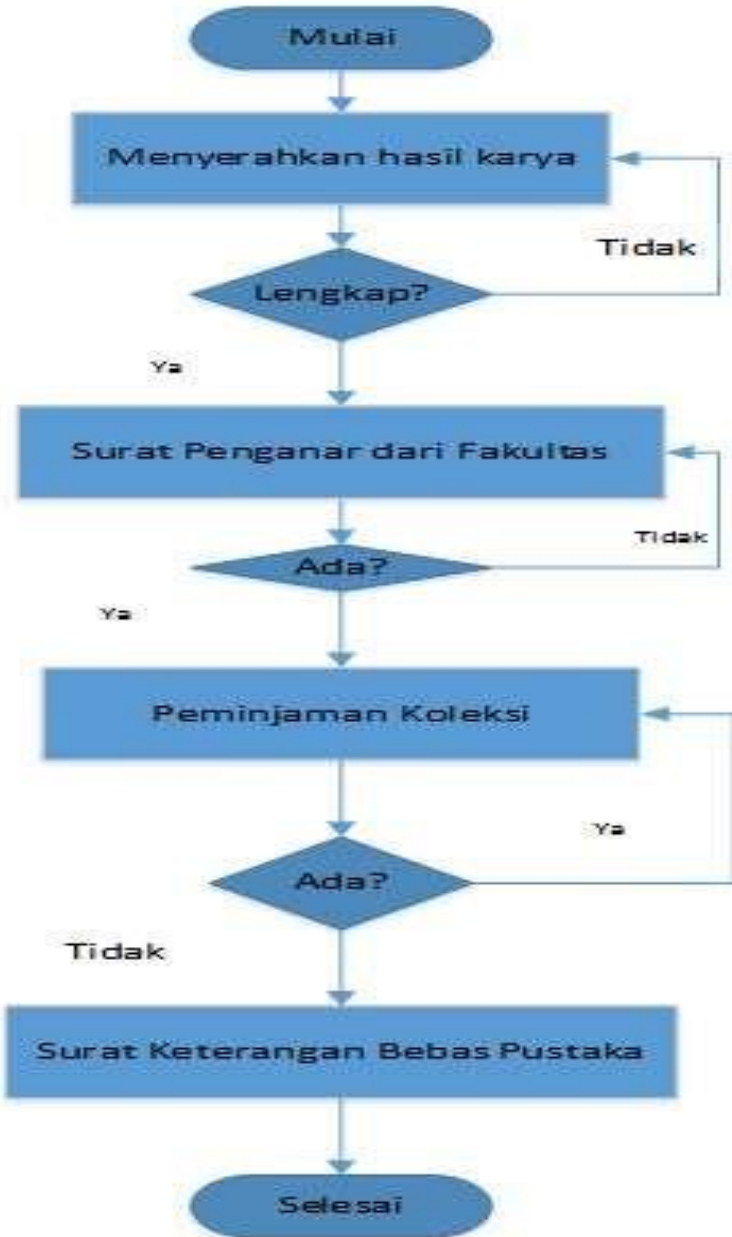 Mulai
Menyerahkan hasil karya
Tidak
Lengkap?
Ya
Surat Penganar dari Fakultas
Tidak
Ada?
Ya
Peminjaman Koleksi
Ya
Ada?
Tidak
Surat Keterangan Bebas Pustaka
Selesai